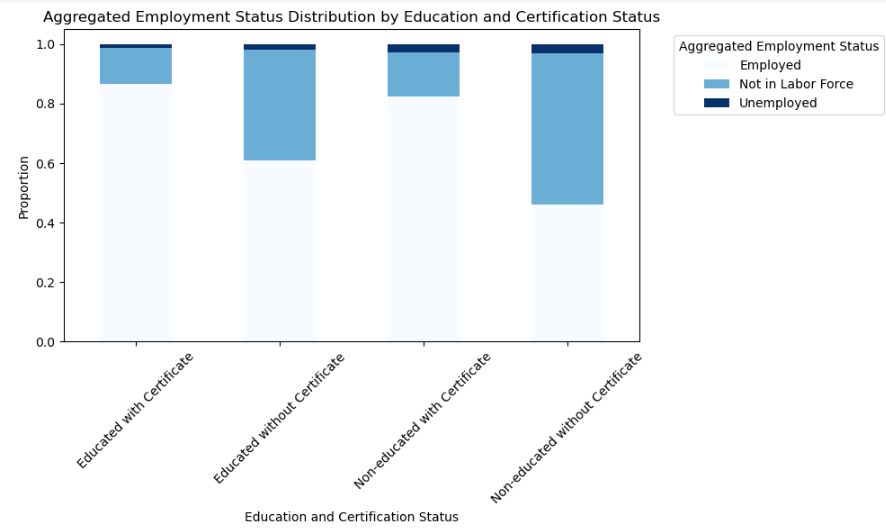 Aggregated Employment Status Distribution by Education and Certification Status
Aggregated Employment Status
Employed
Not in Labor Force
Unemployed
Proportion
1.0
0.8
0.6
0.4
0.2
0.0
Educated with Certificate
Educated without Certificate
Non-educated with Certificate
Non-educated without Certificate
Education and Certification Status